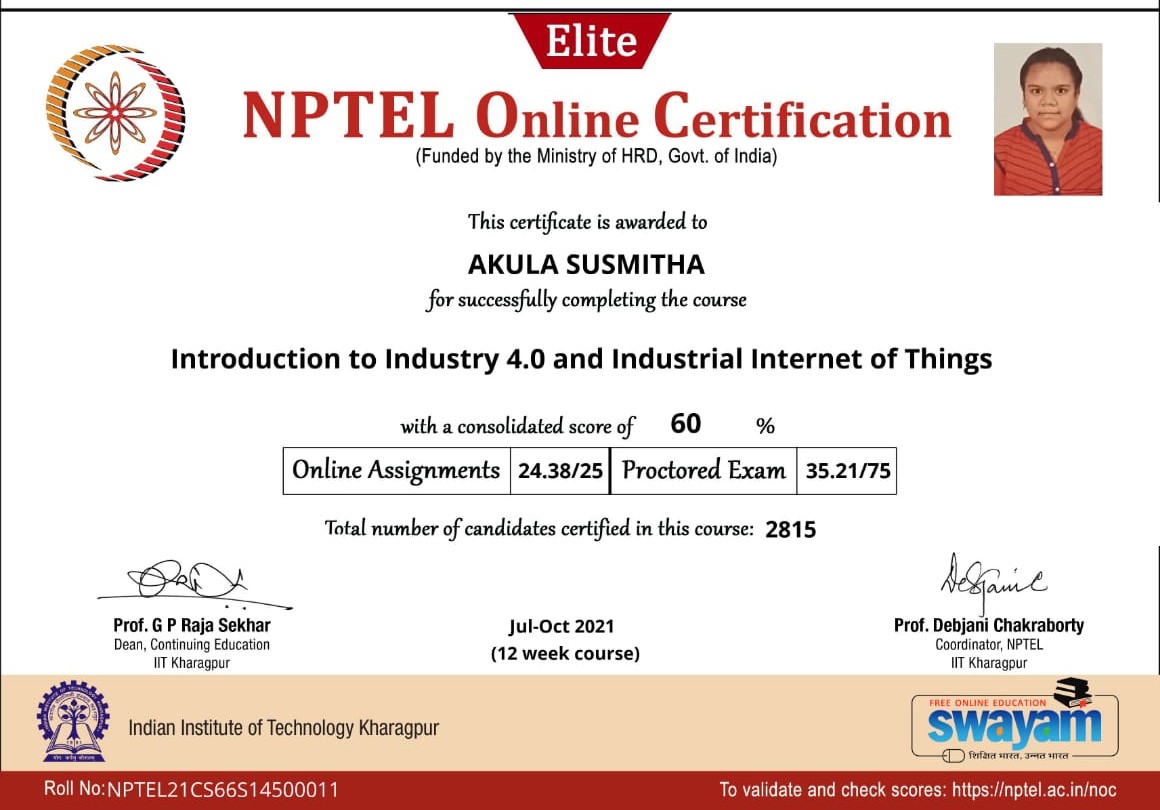 Elite
NPTEL Online Certification
(Funded by the Ministry of HRD, Govt. of India)
This certificate is awarded to
AKULA SUSMITHA
for successfully completing the course
Introduction to Industry 4.0 and Industrial Internet of Things
with a consolidated score of 60 %
Online Assignments 24.38/25 Proctored Exam 35.21/75
Total number of candidates certified in this course: 2815
Prof. G P Raja Sekhar
Dean, Continuing Education
IIT Kharagpur
Jul-Oct 2021
(12 week course)
Prof. Debjani Chakraborty
Coordinator, NPTEL
IIT Kharagpur
Indian Institute of Technology Kharagpur
FREE ONLINE EDUCATION
swayam
शिक्षित भारत, उन्नत भारत
Roll No:NPTEL21CS66S14500011
To validate and check scores: https://nptel.ac.in/noc